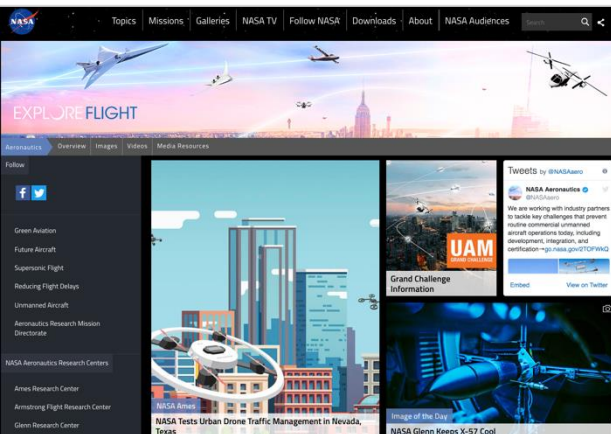 NASA
Topics
Missions
Galleries
NASA TV
Follow NASA
Downloads
About
NASA Audiences
Search
EXPLORE FLIGHT
Aeronautics
Overview
Images
Videos
Media Resources
Follow
Green Aviation
Future Aircraft
Supersonic Flight
Reducing Flight Delays
Unmanned Aircraft
Aeronautics Research Mission
Directorate
NASA Aeronautics Research Centers
Ames Research Center
Armstrong Flight Research Center
Glenn Research Center
NASA Ames
NASA Tests Urban Drone Traffic Management in Nevada,
Texas
UAM
GRAND CHALLENGE
Grand Challenge
Information
Tweets by @NASAaero
NASA Aeronautics
@NASAaero
We are working with industry partners
to tackle key challenges that prevent
routine commercial unmanned
aircraft operations today, including
development, integration, and
certification→go.nasa.gov/2TOFWkQ
Embed
View on Twitter
Image of the Day
NASA Glenn Keeps X-57 Cool